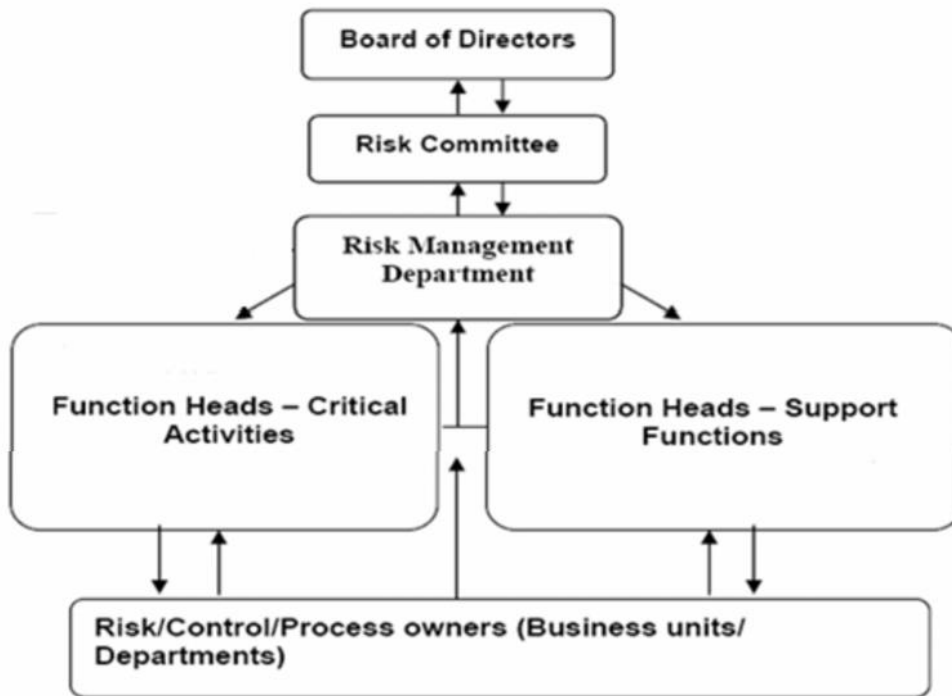 Board of Directors
Risk Committee
Risk Management
Department
Function Heads – Critical
Activities
Function Heads – Support
Functions
Risk/Control/Process owners (Business units/
Departments)